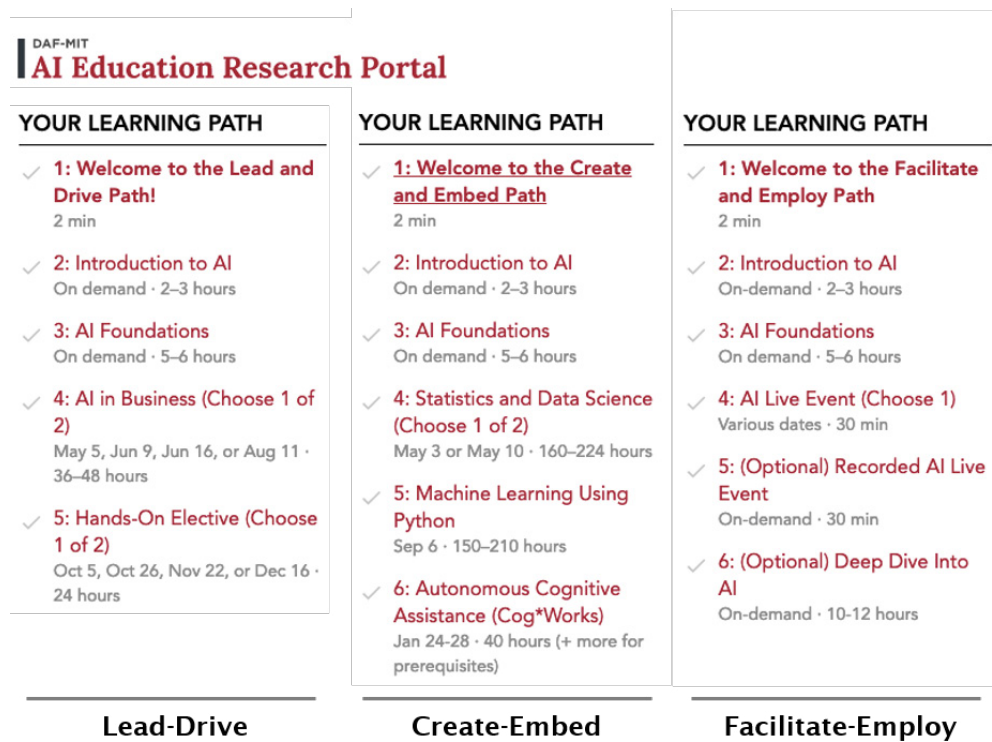 DAF-MIT
AI Education Research Portal
YOUR LEARNING PATH
1: Welcome to the Lead and
Drive Path!
2 min
2: Introduction to AI
On demand · 2–3 hours
3: AI Foundations
On demand · 5–6 hours
4: AI in Business (Choose 1 of
2)
May 5, Jun 9, Jun 16, or Aug 11 ·
36–48 hours
5: Hands-On Elective (Choose
1 of 2)
Oct 5, Oct 26, Nov 22, or Dec 16 ·
24 hours
Lead-Drive
YOUR LEARNING PATH
1: Welcome to the Create
and Embed Path
2 min
2: Introduction to AI
On demand · 2–3 hours
3: AI Foundations
On demand · 5–6 hours
4: Statistics and Data Science
(Choose 1 of 2)
May 3 or May 10 · 160–224 hours
5: Machine Learning Using
Python
Sep 6 · 150–210 hours
6: Autonomous Cognitive
Assistance (Cog*Works)
Jan 24-28 · 40 hours (+ more for
prerequisites)
Create-Embed
YOUR LEARNING PATH
1: Welcome to the Facilitate
and Employ Path
2 min
2: Introduction to AI
On-demand · 2–3 hours
3: AI Foundations
On-demand · 5–6 hours
4: AI Live Event (Choose 1)
Various dates · 30 min
5: (Optional) Recorded AI Live
Event
On-demand · 30 min
6: (Optional) Deep Dive Into
AI
On-demand · 10-12 hours
Facilitate-Employ